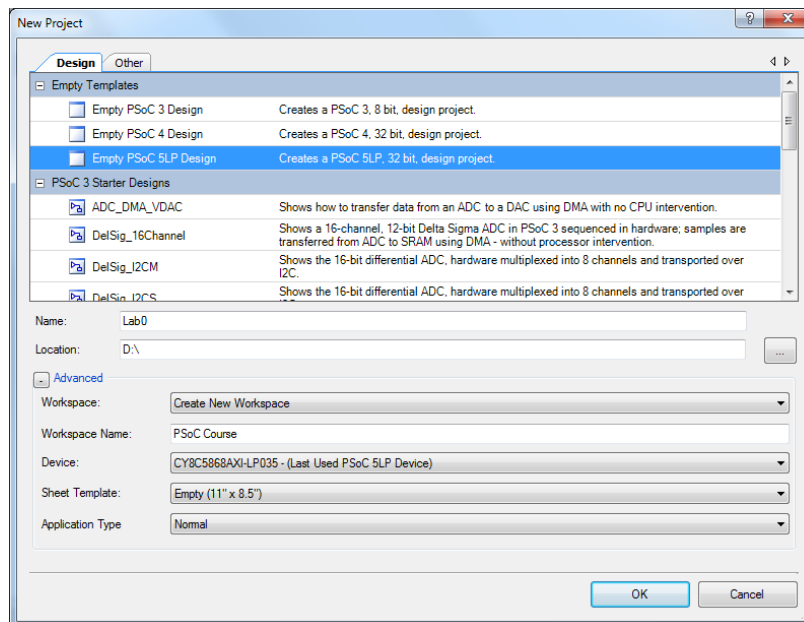 New Project
Design Other
Empty Templates
Empty PSoC 3 Design Creates a PSoC 3, 8 bit, design project.
Empty PSoC 4 Design Creates a PSoC 4, 32 bit, design project.
Empty PSoC 5LP Design Creates a PSoC 5LP, 32 bit, design project.
PSoC 3 Starter Designs
ADC_DMA_VDAC Shows how to transfer data from an ADC to a DAC using DMA with no CPU intervention.
DelSig_16Channel Shows a 16-channel, 12-bit Delta Sigma ADC in PSoC 3 sequenced in hardware; samples are
transferred from ADC to SRAM using DMA - without processor intervention.
DelSig_I2CM Shows the 16-bit differential ADC, hardware multiplexed into 8 channels and transported over
I2C.
DelSig_I2CS Shows the 16-bit differential ADC, hardware multiplexed into 8 channels and transported over
Name: Lab0
Location: D:\
...
Advanced
Workspace: Create New Workspace
Workspace Name: PSoC Course
Device: CY8C5868AXI-LP035 - (Last Used PSoC 5LP Device)
Sheet Template: Empty (11" x 8.5")
Application Type Normal
OK Cancel